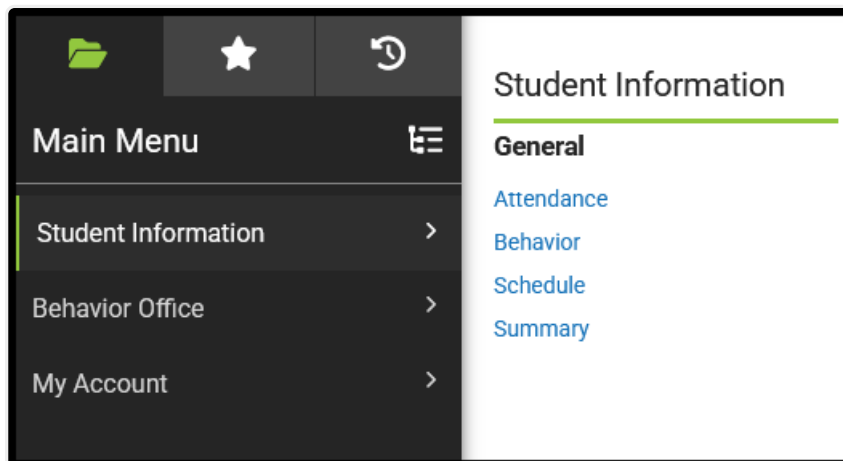 Main Menu
Student Information
Behavior Office
My Account
Student Information
General
Attendance
Behavior
Schedule
Summary